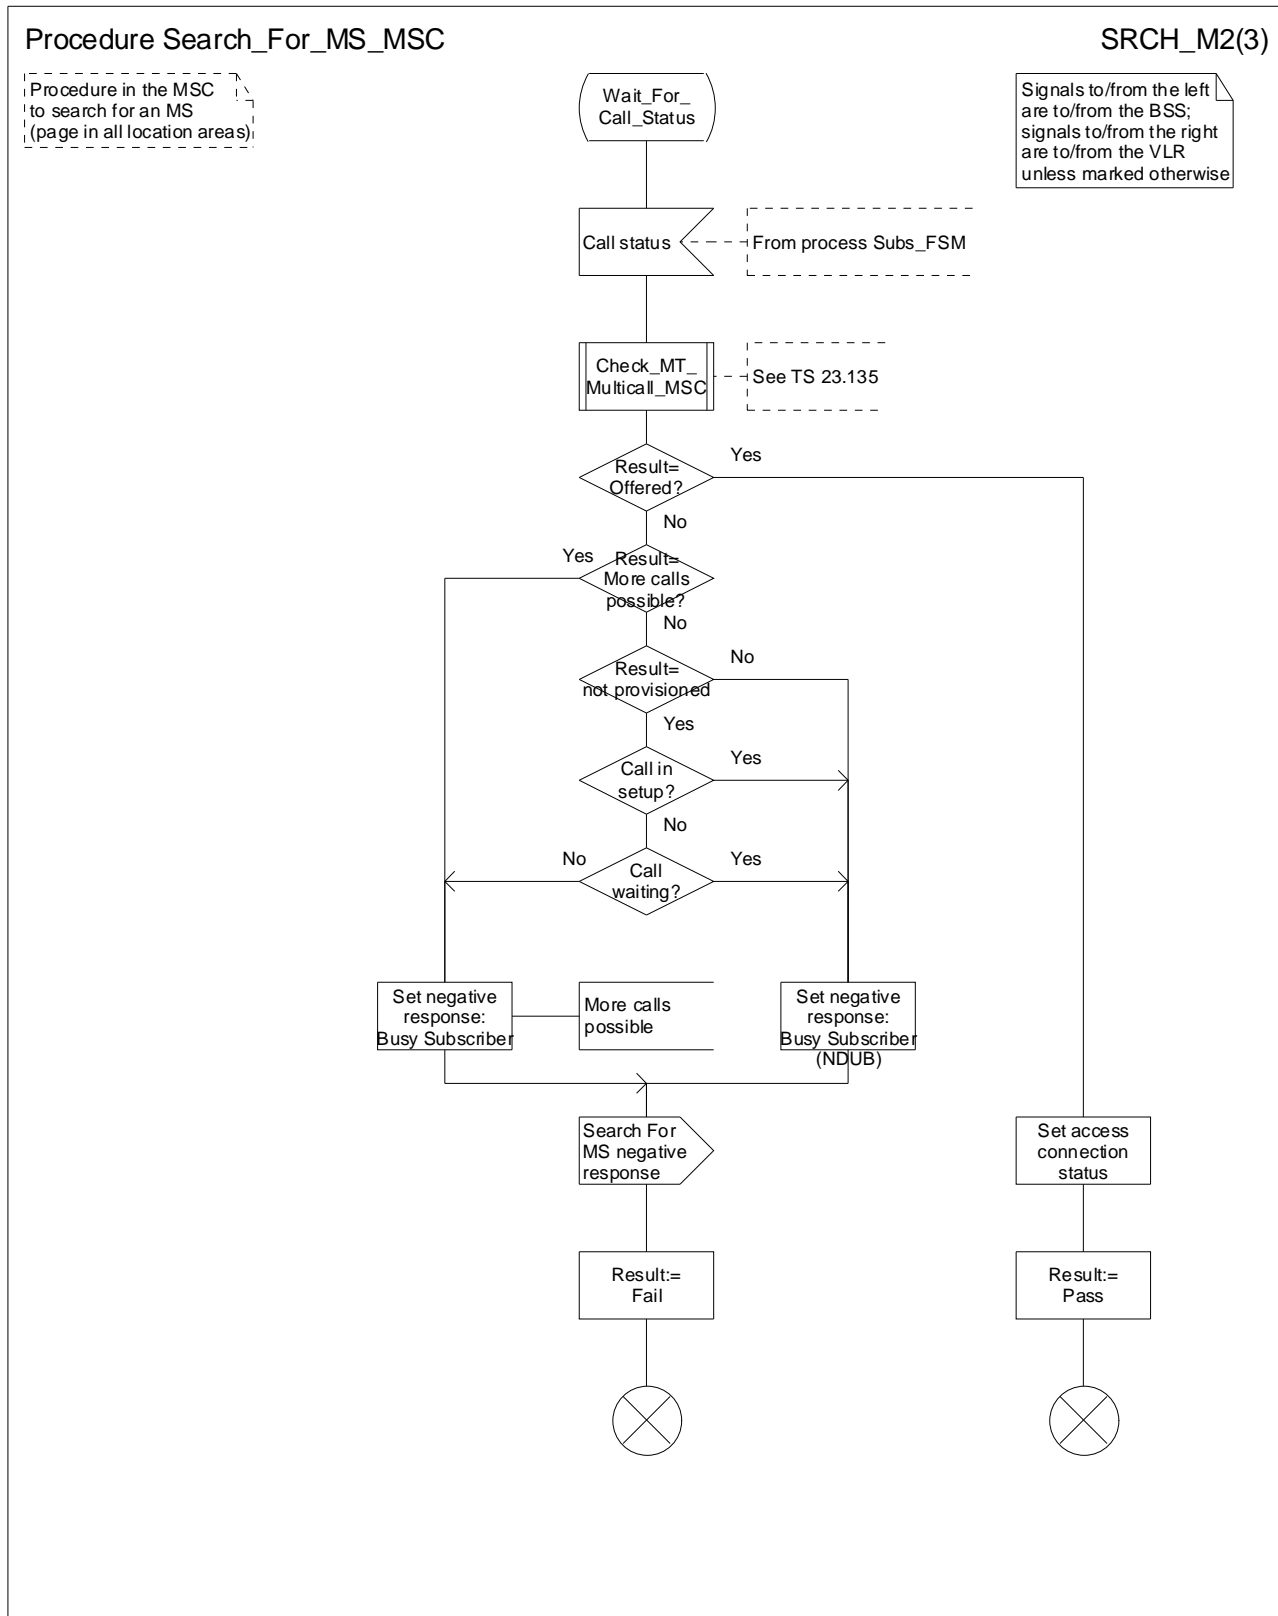 Procedure Search_For_MS_MSC
SRCH_M2(3)
Procedure in the MSC
to search for an MS
(page in all location areas)
Wait_For_
Call_Status
Signals to/from the left
are to/from the BSS;
signals to/from the right
are to/from the VLR
unless marked otherwise
Call status
From process Subs_FSM
Check_MT_
Multicall_MSC
See TS 23.135
Result=
Offered?
Yes
No
Yes
Result=
More calls
possible?
No
Result=
not provisioned
No
Yes
Call in
setup?
Yes
No
No
Call
waiting?
Yes
Set negative
response:
Busy Subscriber
More calls
possible
Set negative
response:
Busy Subscriber
(NDUB)
Search For
MS negative
response
Set access
connection
status
Result:=
Fail
Result:=
Pass